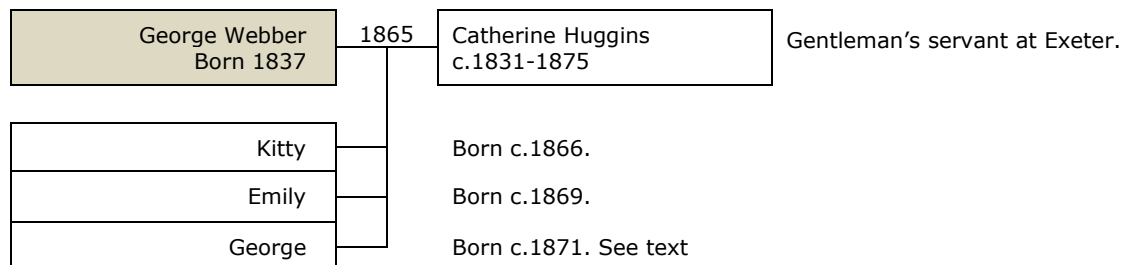 George Webber
Born 1837
1865
Catherine Huggins
c.1831-1875
Gentleman’s servant at Exeter.
Kitty
Born c.1866.
Emily
Born c.1869.
George
Born c.1871. See text